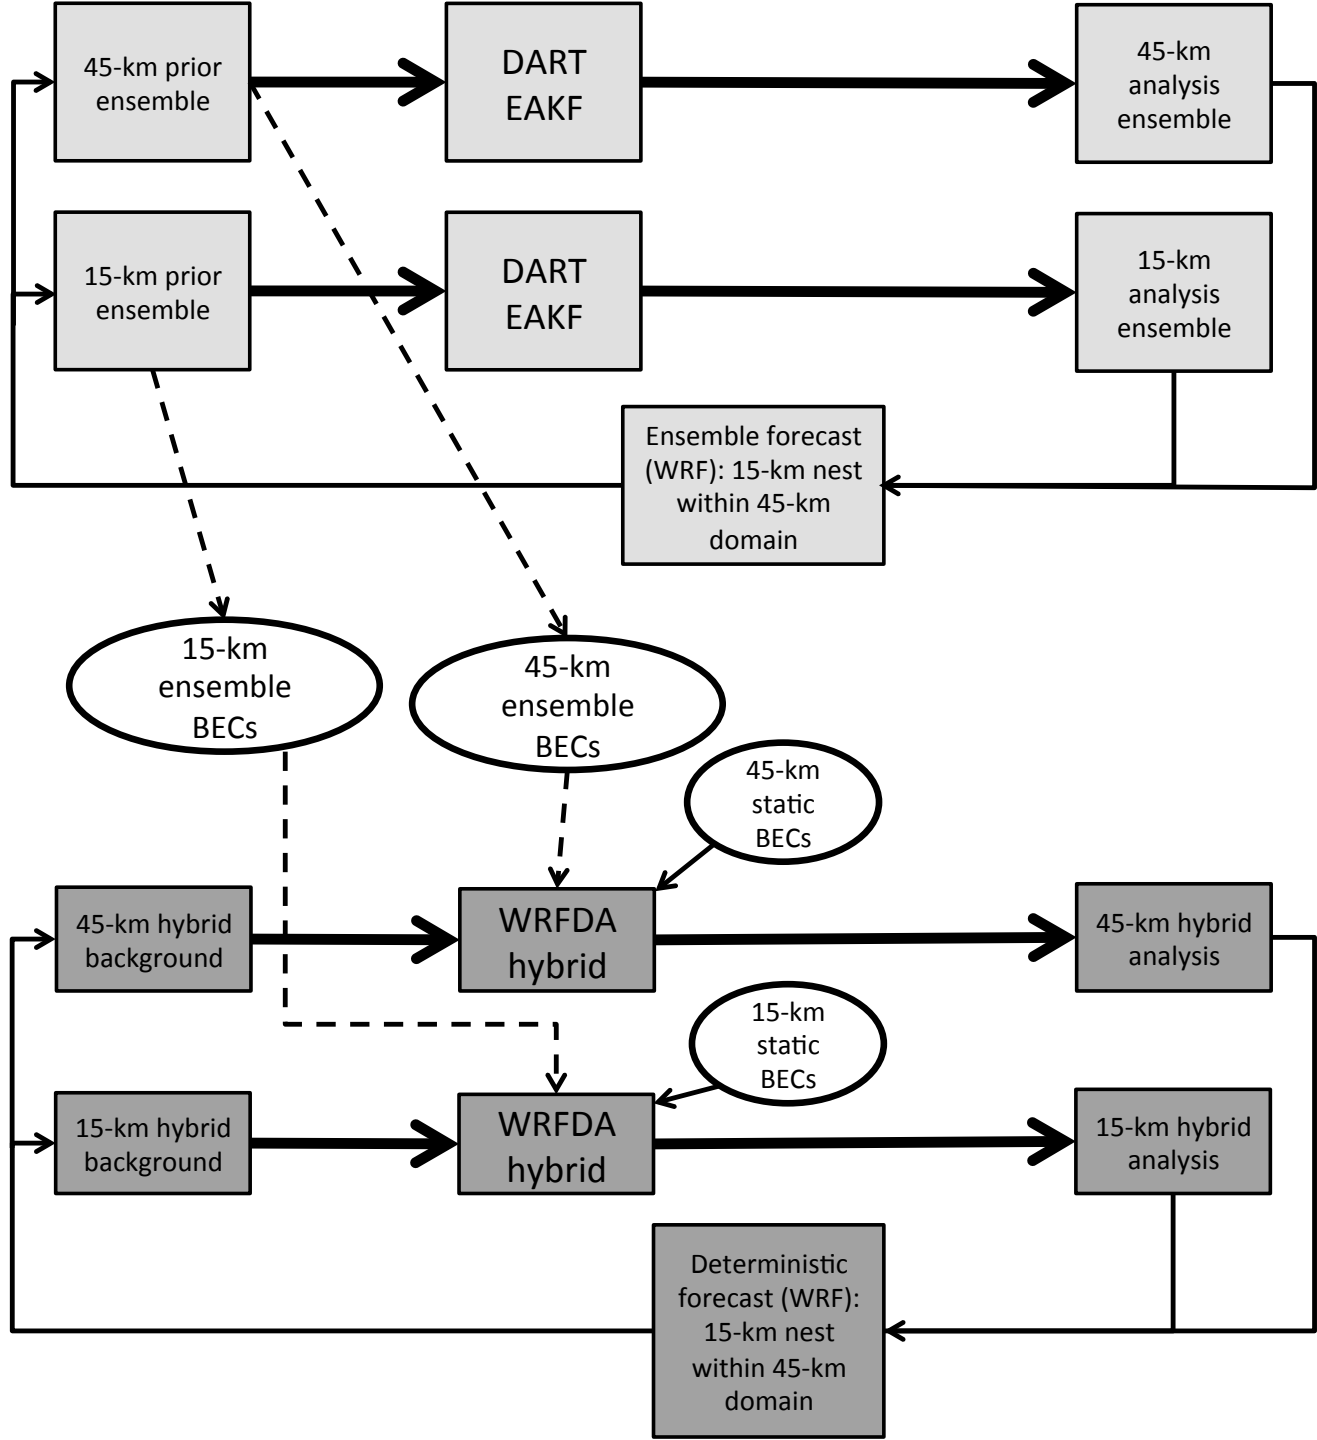 45-km prior
ensemble
DART
EAKF
45-km
analysis
ensemble
15-km prior
ensemble
DART
EAKF
15-km
analysis
ensemble
Ensemble forecast
(WRF): 15-km nest
within 45-km
domain
15-km
ensemble
BECs
45-km
ensemble
BECs
45-km
static
BECs
45-km hybrid
background
WRFDA
hybrid
45-km hybrid
analysis
15-km
static
BECs
15-km hybrid
background
WRFDA
hybrid
15-km hybrid
analysis
Deterministic
forecast (WRF):
15-km nest
within 45-km
domain